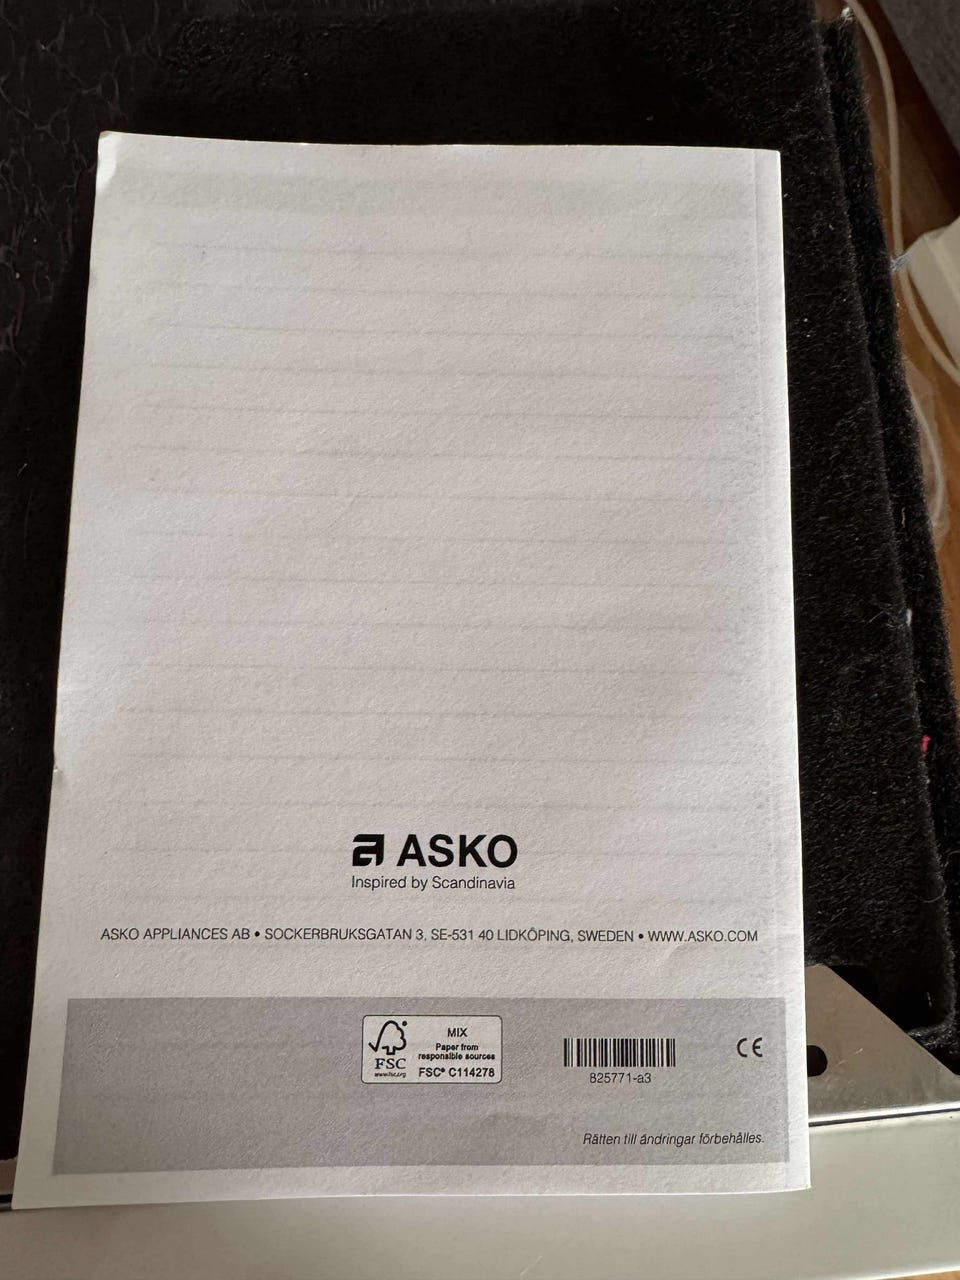 ASKO
Inspired by Scandinavia
ASKO APPLIANCES AB • SOCKERBRUKSGATAN 3, SE-531 40 LIDKÖPING, SWEDEN • WWW.ASKO.COM
FSC
www.fsc.org
MIX
Paper from
responsible sources
FSC® C114278
825771-a3
CE
Rätten till ändringar förbehålles.